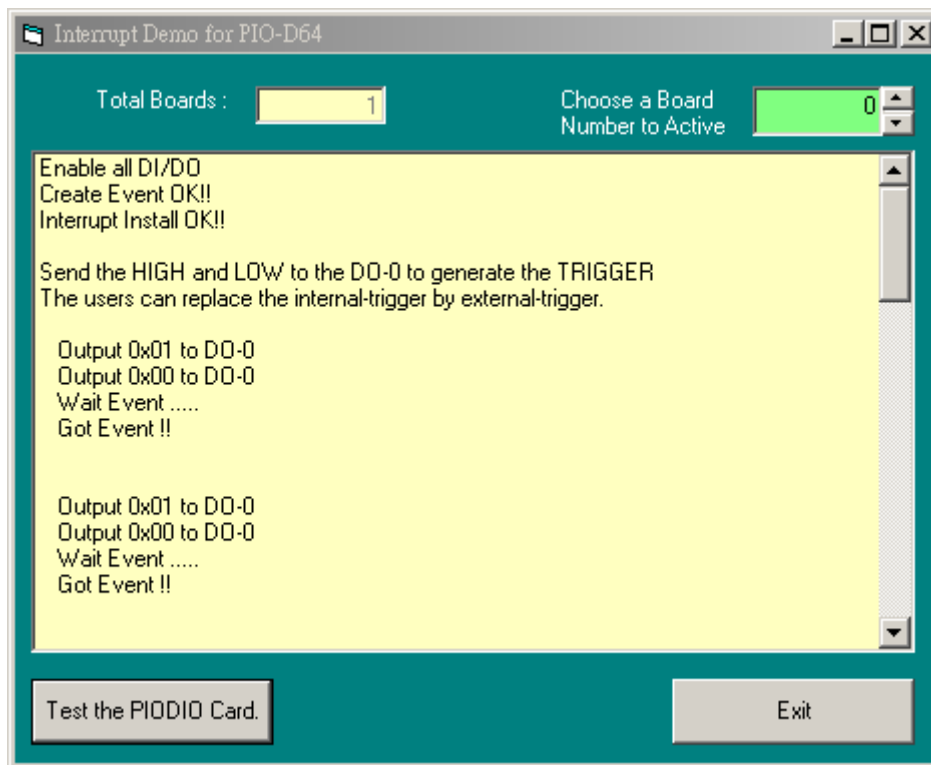 Interrupt Demo for PIO-D64
Total Boards : 1
Choose a Board
Number to Active
0
Enable all DI/DO
Create Event OK!!
Interrupt Install OK!!
Send the HIGH and LOW to the DO-0 to generate the TRIGGER
The users can replace the internal-trigger by external-trigger.
Output 0x01 to DO-0
Output 0x00 to DO-0
Wait Event .....
Got Event !!
Output 0x01 to DO-0
Output 0x00 to DO-0
Wait Event .....
Got Event !!
Test the PIODIO Card.
Exit